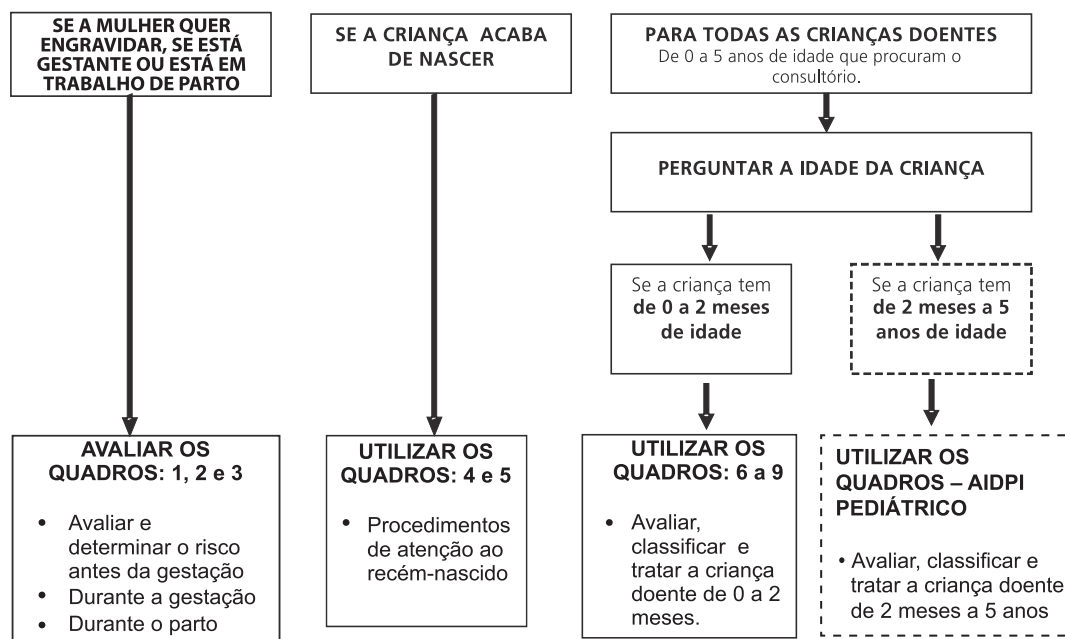 SE A MULHER QUER
ENGRAVIDAR, SE ESTÁ
GESTANTE OU ESTÁ EM
TRABALHO DE PARTO
SE A CRIANÇA ACABA
DE NASCER
PARA TODAS AS CRIANÇAS DOENTES
De 0 a 5 anos de idade que procuram o
consultório.
PERGUNTAR A IDADE DA CRIANÇA
Se a criança tem
de 0 a 2 meses
de idade
Se a criança tem
de 2 meses a 5
anos de idade
AVALIAR OS
QUADROS: 1, 2 e 3
• Avaliar e
determinar o risco
antes da gestação
• Durante a gestação
• Durante o parto
UTILIZAR OS
QUADROS: 4 e 5
• Procedimentos
de atenção ao
recém-nascido
UTILIZAR OS
QUADROS: 6 a 9
• Avaliar,
classificar e
tratar a criança
doente de 0 a 2
meses.
UTILIZAR OS
QUADROS – AIDPI
PEDIÁTRICO
• Avaliar, classificar e
tratar a criança doente
de 2 meses a 5 anos